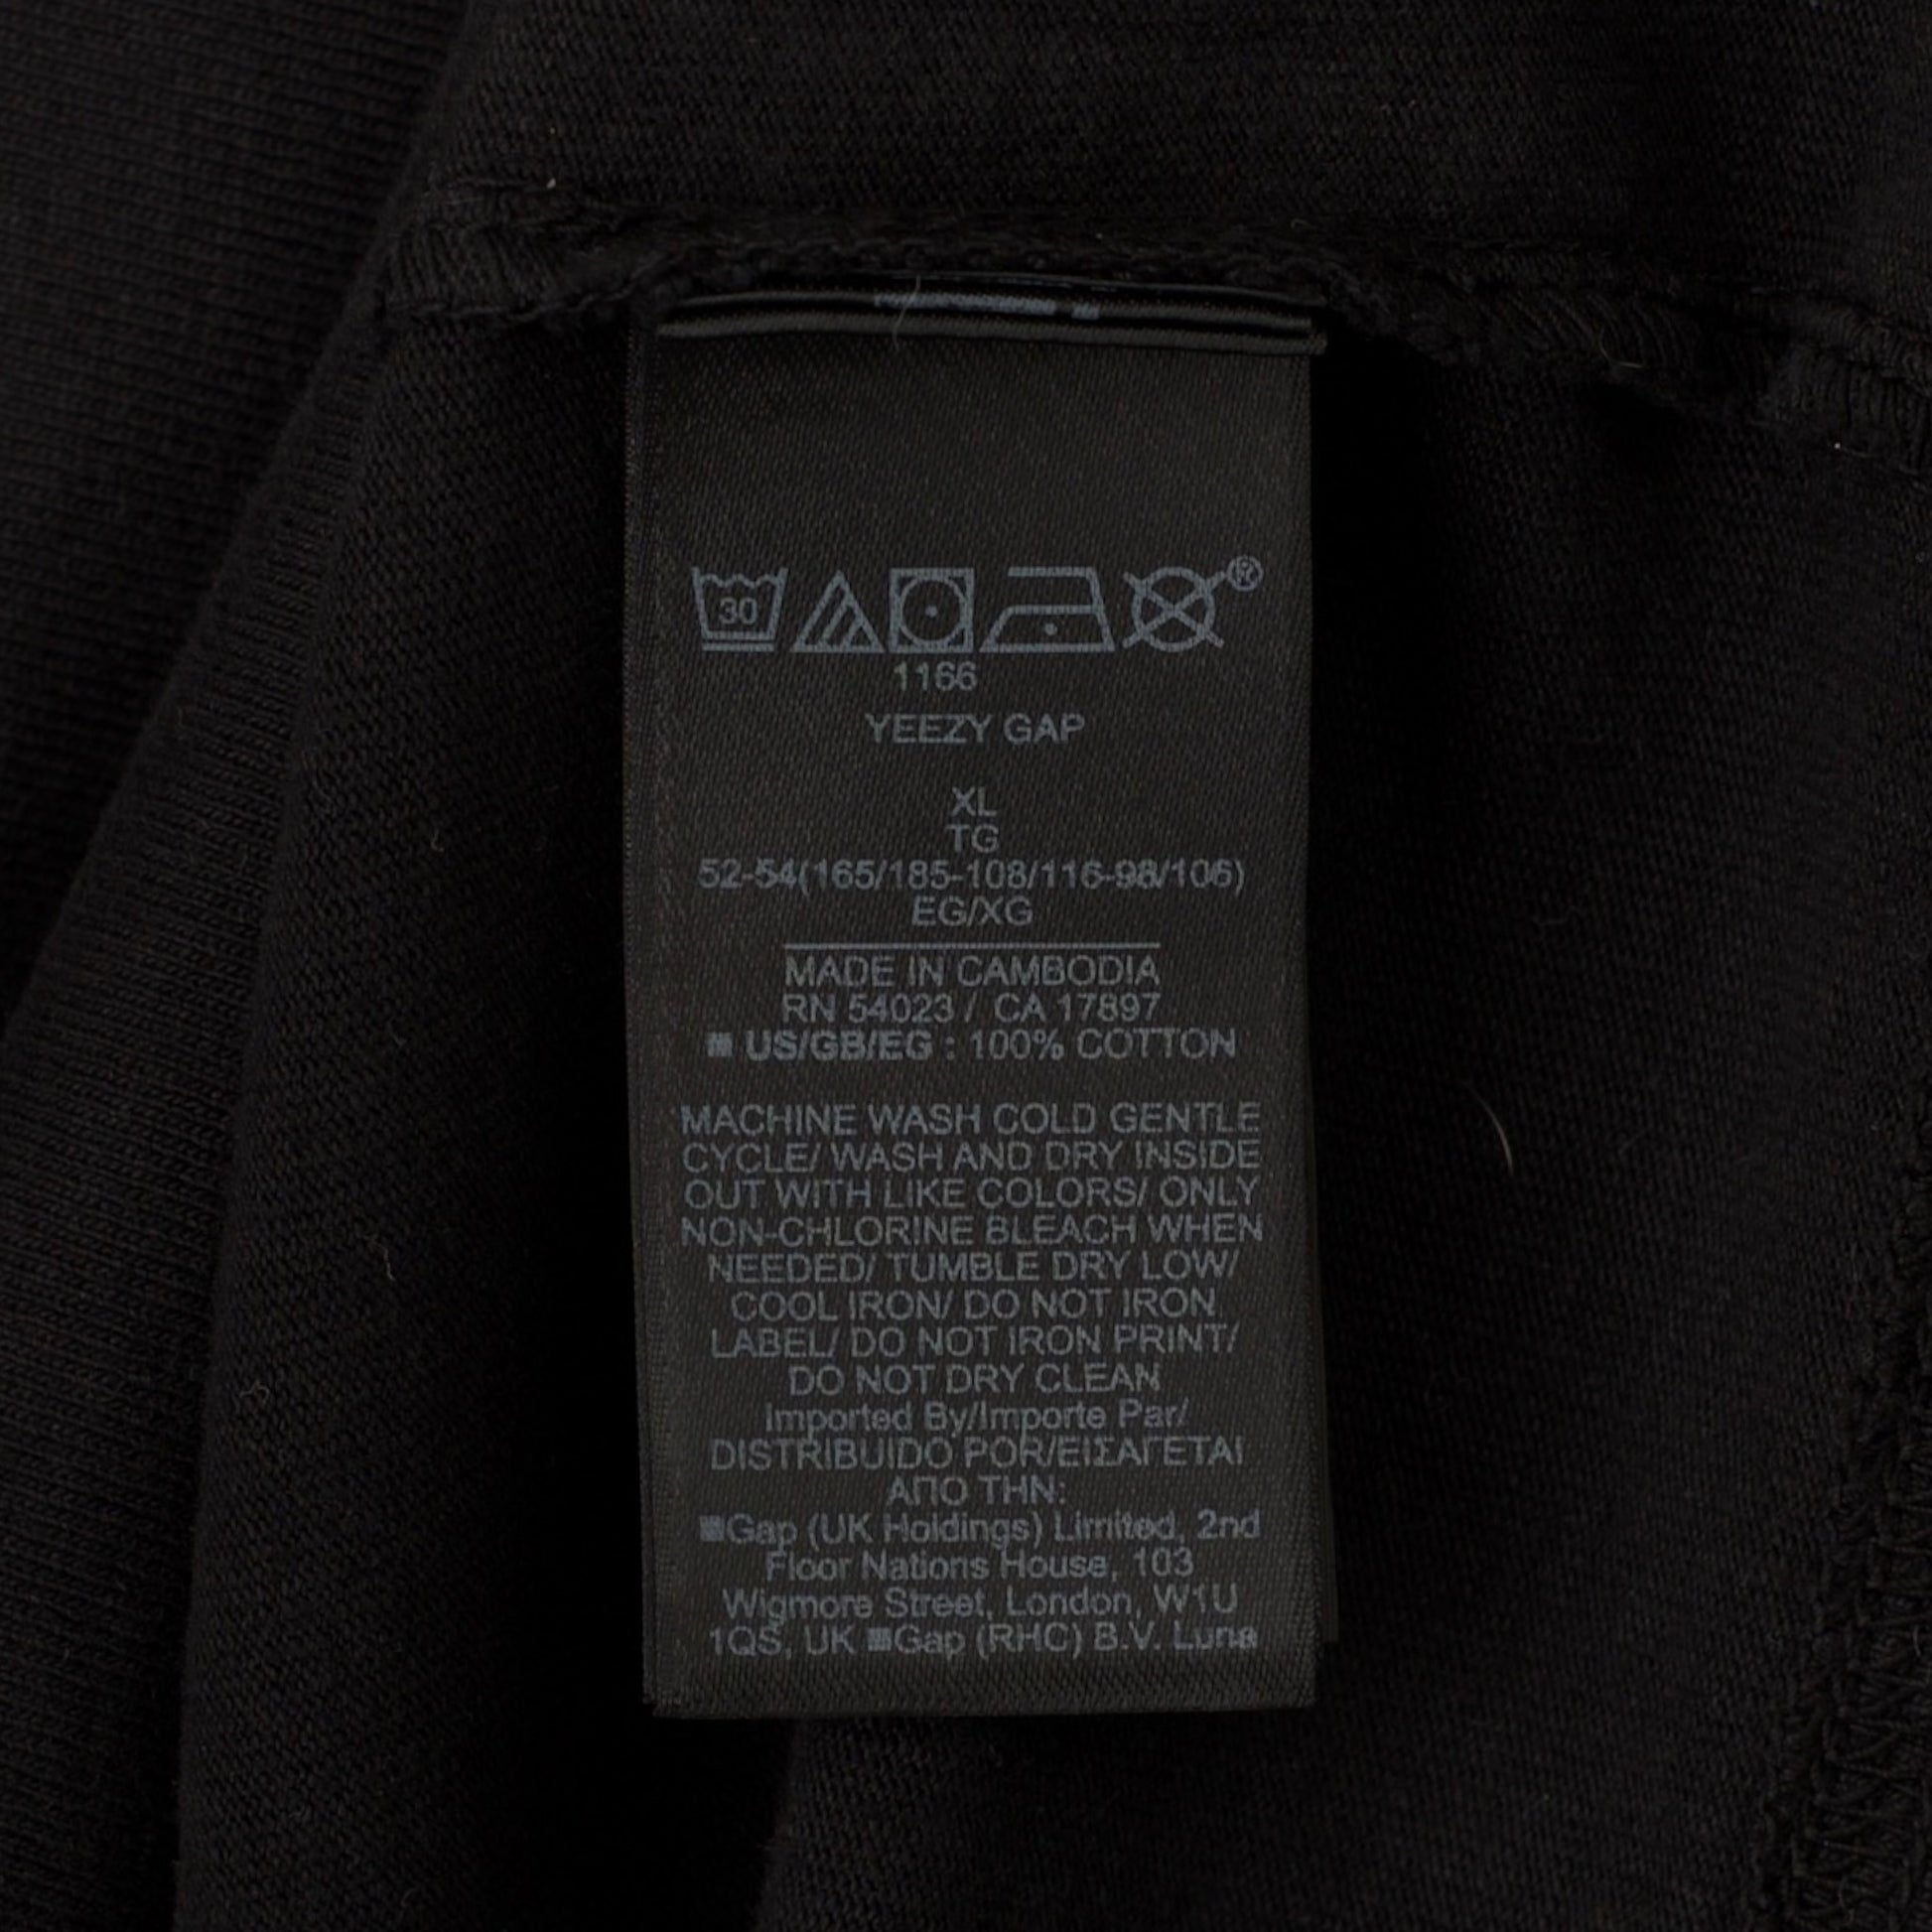 30 ®
1166
YEEZY GAP
XL
TG
52-54(165/185-108/116-98/106)
EG/XG
MADE IN CAMBODIA
RN 54023 / CA 17897
■ US/GB/EG : 100% COTTON
MACHINE WASH COLD GENTLE
CYCLE/ WASH AND DRY INSIDE
OUT WITH LIKE COLORS/ ONLY
NON-CHLORINE BLEACH WHEN
NEEDED/ TUMBLE DRY LOW/
COOL IRON/ DO NOT IRON
LABEL/ DO NOT IRON PRINT/
DO NOT DRY CLEAN
Imported By/Importe Par/
DISTRIBUIDO POR/ΕΙΣΑΓΕΤΑΙ
ΑΠΟ ΤΗΝ:
■Gap (UK Holdings) Limited, 2nd
Floor Nations House, 103
Wigmore Street, London, W1U
1QS, UK ■Gap (RHC) B.V. Luna